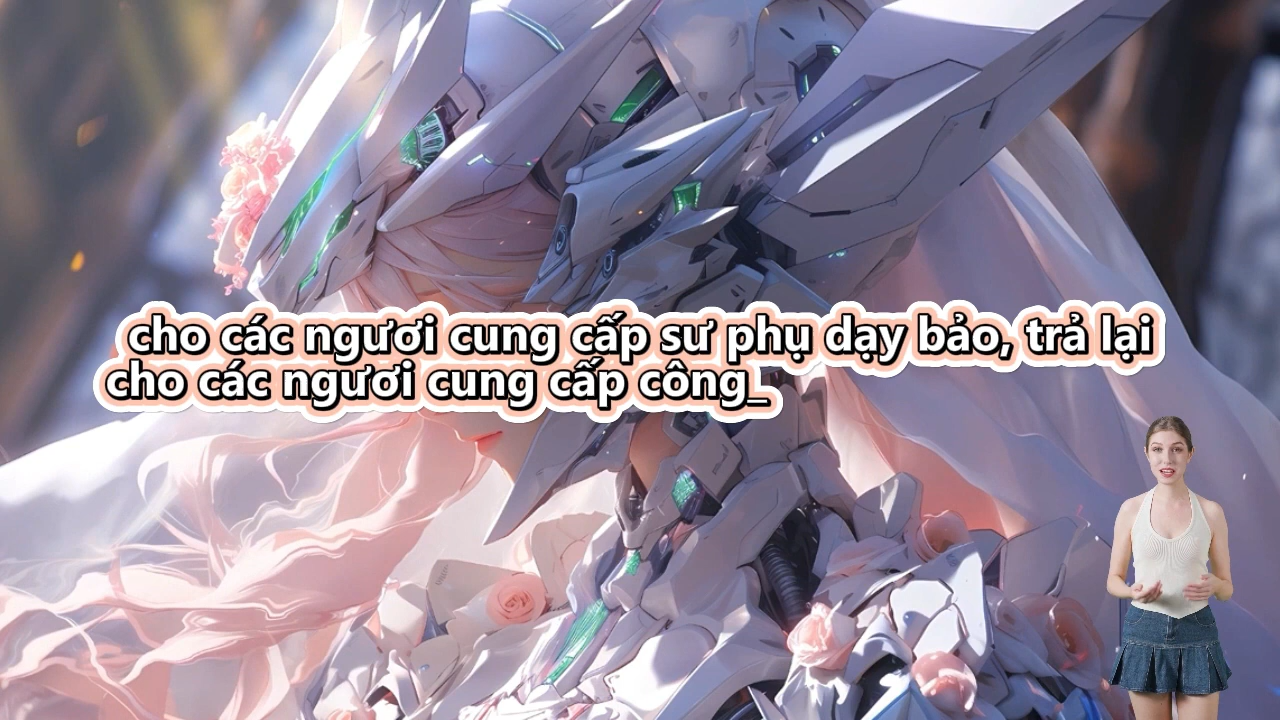 cho các ngươi cung cấp sư phụ dạy bảo, trả lại
cho các ngươi cung cấp công_